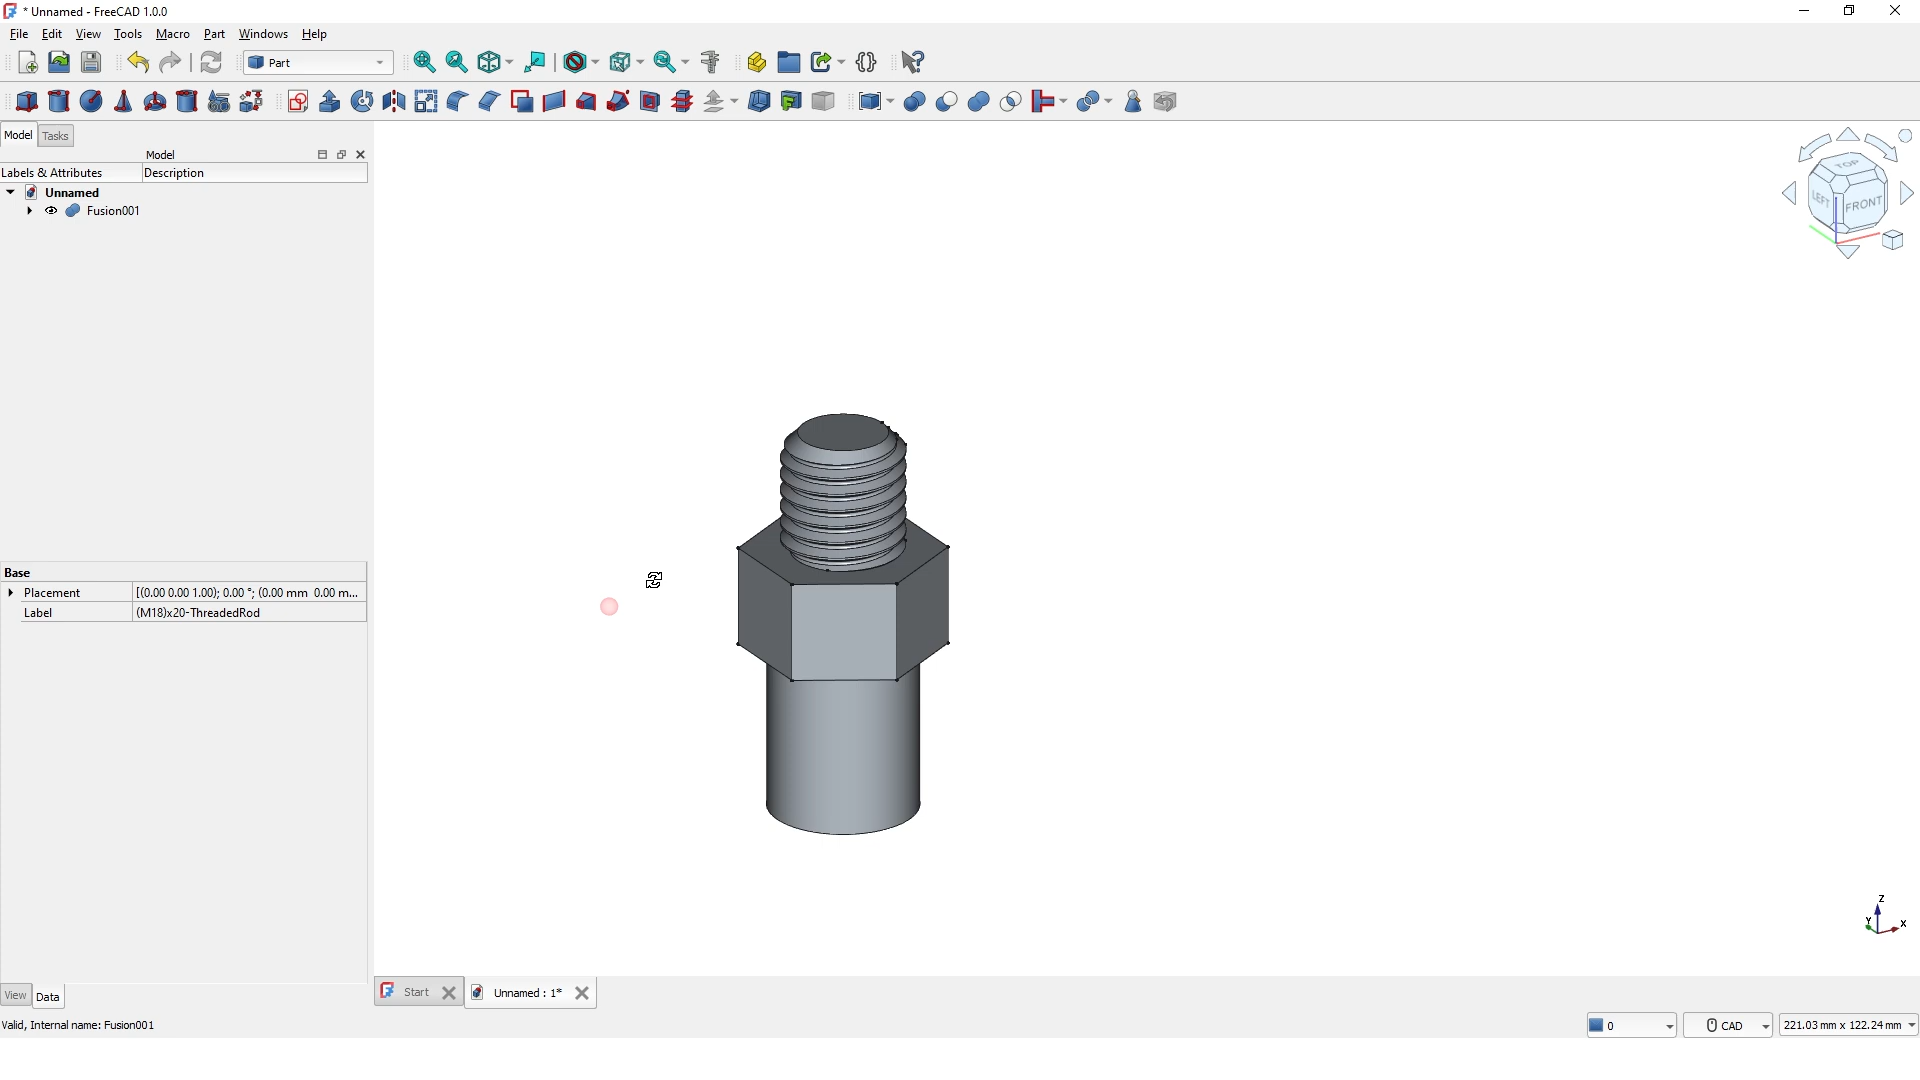 * Unnamed - FreeCAD 1.0.0
File Edit View Tools Macro Part Windows Help
Part
Model Tasks
Model
Labels & Attributes Description
Unnamed
Fusion001
TOP
LEFT FRONT
Base
Placement [(0.00 0.00 1.00); 0.00 °; (0.00 mm 0.00 m...
Label (M18)x20-ThreadedRod
Z
Y X
View Data
Start Unnamed : 1*
Valid, Internal name: Fusion001
0 CAD 221.03 mm x 122.24 mm